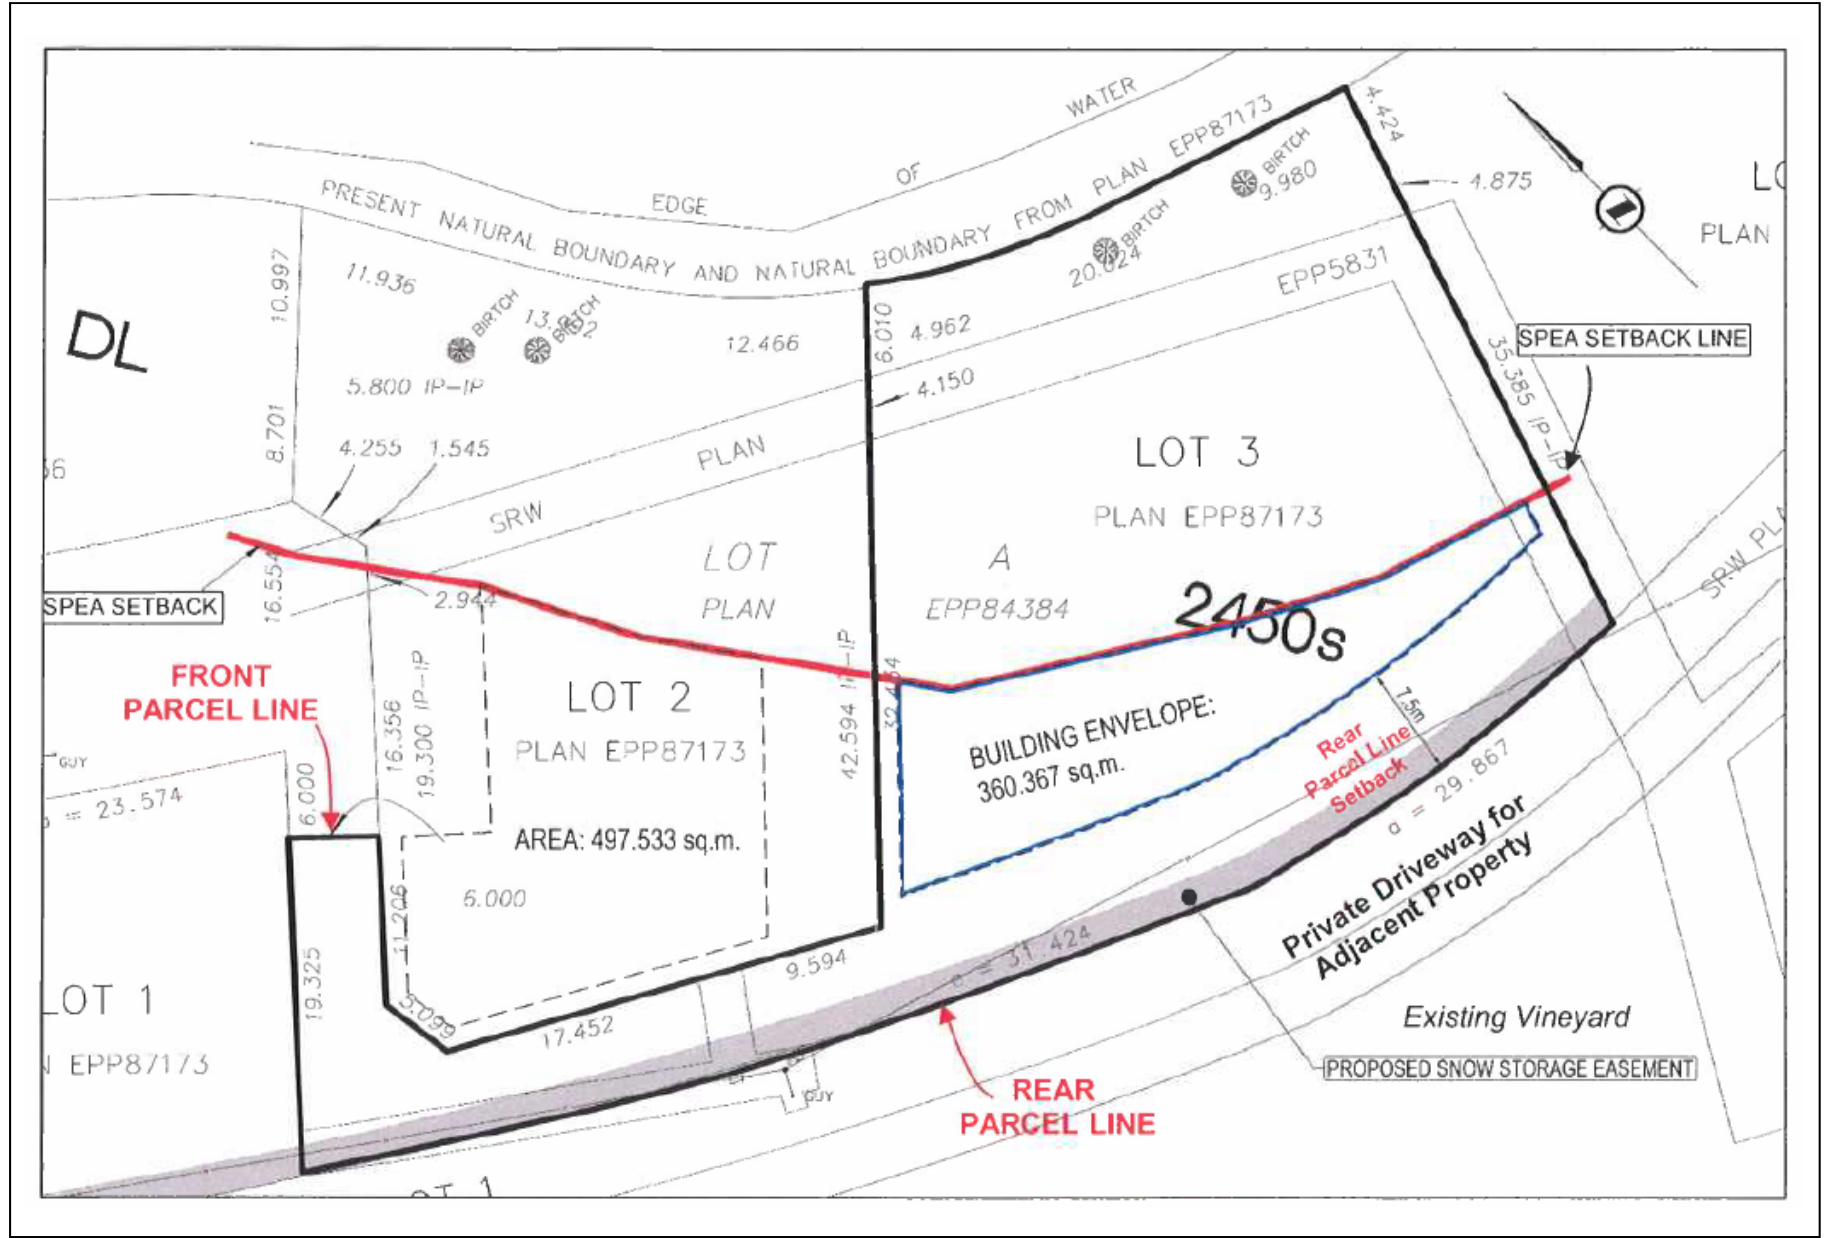 WATER
OF
EDGE
PRESENT NATURAL BOUNDARY AND NATURAL BOUNDARY FROM PLAN EPP87173
4.424
BIRTCH
9.980
4.875
BIRTCH
20.024
PLAN
EPP5831
10.997
11.936
BIRTCH
BIRTCH
12.466
6.010
4.962
DL
5.800 IP-IP
4.150
SPEA SETBACK LINE
35.385 IP-IP
8.701
4.255
1.545
PLAN
SRW
LOT 3
PLAN EPP87173
LOT
A
PLAN
EPP84384
SRW
16.554
2.944
SPEA SETBACK
2450s
FRONT
PARCEL LINE
LOT 2
PLAN EPP87173
AREA: 497.533 sq.m.
16.356
19.300 IP-IP
42.594 IP-IP
BUILDING ENVELOPE:
360.367 sq.m.
7.5m
Rear
Parcel Line
Setback
a = 29.867
GUY
= 23.574
6.000
11.206
Private Driveway for
Adjacent Property
19.325
9.594
a = 31.424
LOT 1
EPP87173
5.099
17.452
Existing Vineyard
PROPOSED SNOW STORAGE EASEMENT
REAR
PARCEL LINE
GUY